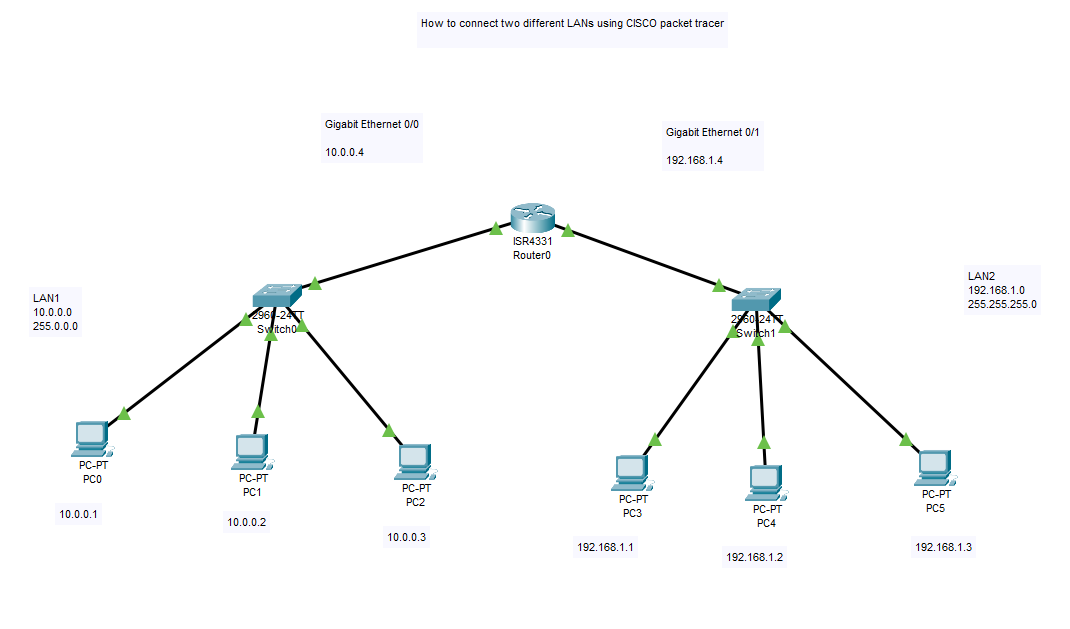 How to connect two different LANs using CISCO packet tracer
Gigabit Ethernet 0/0
10.0.0.4
Gigabit Ethernet 0/1
192.168.1.4
ISR4331
Router0
LAN1
10.0.0.0
255.0.0.0
LAN2
192.168.1.0
255.255.255.0
2960-24TT
Switch0
2960-24TT
Switch1
PC-PT
PC0
10.0.0.1
PC-PT
PC1
10.0.0.2
PC-PT
PC2
10.0.0.3
PC-PT
PC3
192.168.1.1
PC-PT
PC4
192.168.1.2
PC-PT
PC5
192.168.1.3